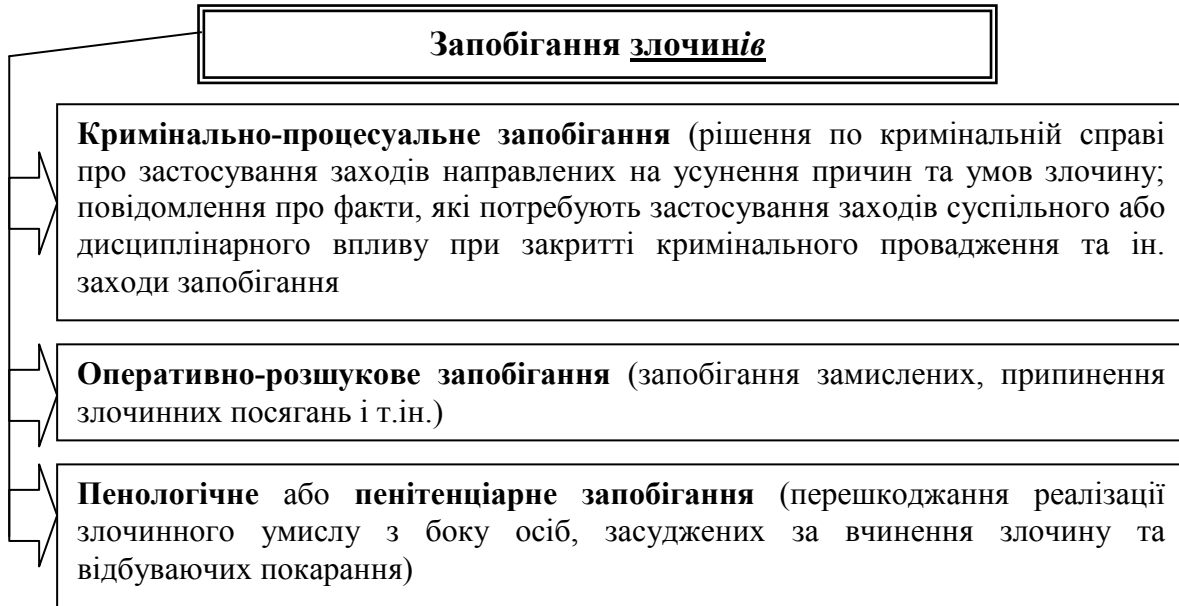 Запобігання злочинів
Кримінально-процесуальне запобігання (рішення по кримінальній справі
про застосування заходів направлених на усунення причин та умов злочину;
повідомлення про факти, які потребують застосування заходів суспільного або
дисциплінарного впливу при закритті кримінального провадження та ін.
заходи запобігання
Оперативно-розшукове запобігання (запобігання замислених, припинення
злочинних посягань і т.ін.)
Пенологічне або пенітенціарне запобігання (перешкоджання реалізації
злочинного умислу з боку осіб, засуджених за вчинення злочину та
відбуваючих покарання)